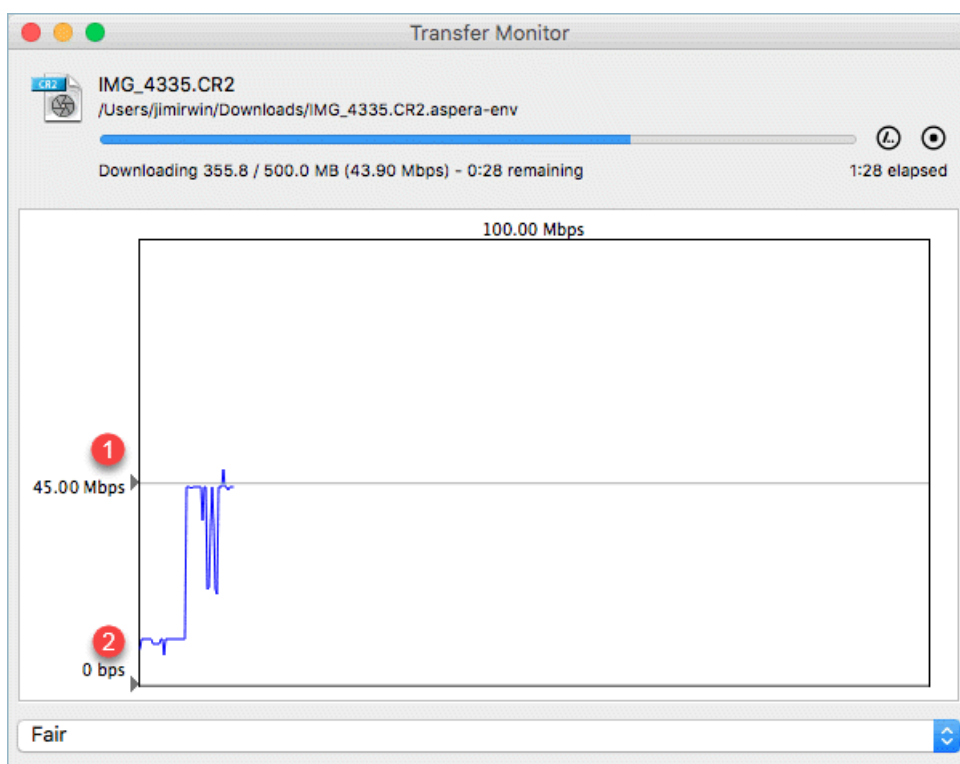 Transfer Monitor
CR2
IMG_4335.CR2
/Users/jimirwin/Downloads/IMG_4335.CR2.aspera-env
Downloading 355.8 / 500.0 MB (43.90 Mbps) - 0:28 remaining
1:28 elapsed
100.00 Mbps
1
45.00 Mbps
2
0 bps
Fair